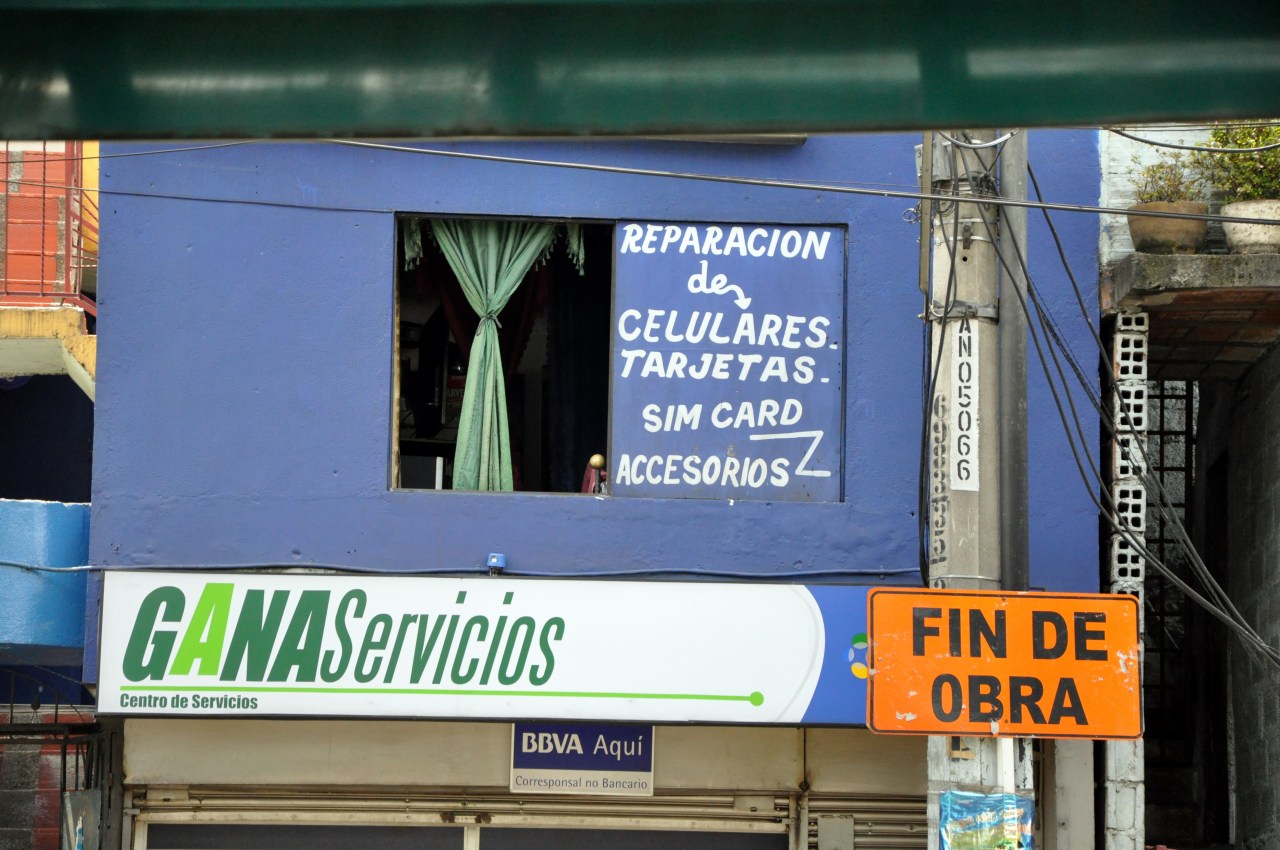 REPARACION
de
CELULARES.
TARJETAS.
SIM CARD
ACCESORIOS
AN05066
GANAServicios
Centro de Servicios
FIN DE
OBRA
BBVA Aquí
Corresponsal no Bancario